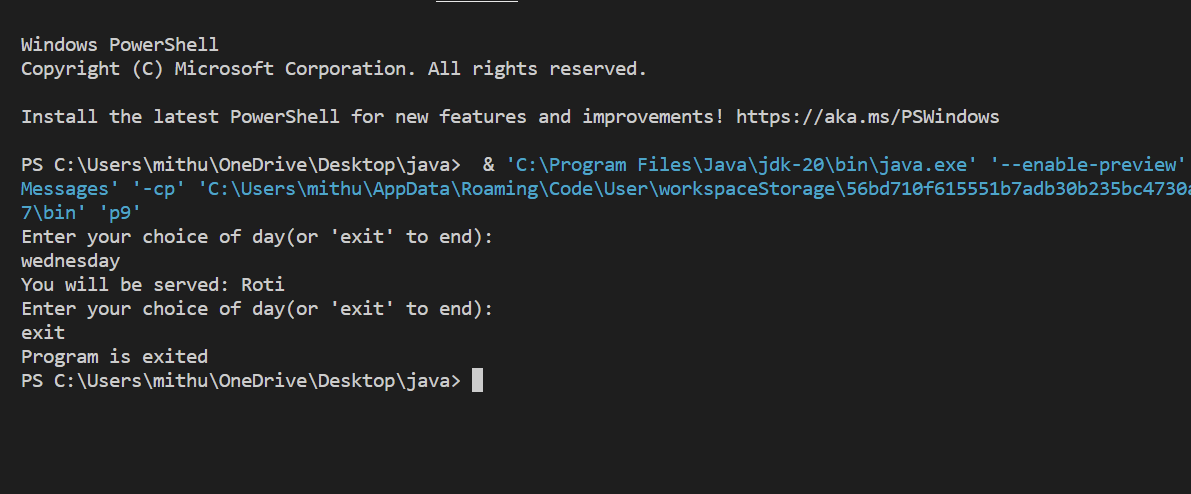 Windows PowerShell
Copyright (C) Microsoft Corporation. All rights reserved.
Install the latest PowerShell for new features and improvements! https://aka.ms/PSWindows
PS C:\Users\mithu\OneDrive\Desktop\java>  & 'C:\Program Files\Java\jdk-20\bin\java.exe' '--enable-preview'
Messages' '-cp' 'C:\Users\mithu\AppData\Roaming\Code\User\workspaceStorage\56bd710f615551b7adb30b235bc4730a
7\bin' 'p9'
Enter your choice of day(or 'exit' to end):
wednesday
You will be served: Roti
Enter your choice of day(or 'exit' to end):
exit
Program is exited
PS C:\Users\mithu\OneDrive\Desktop\java>